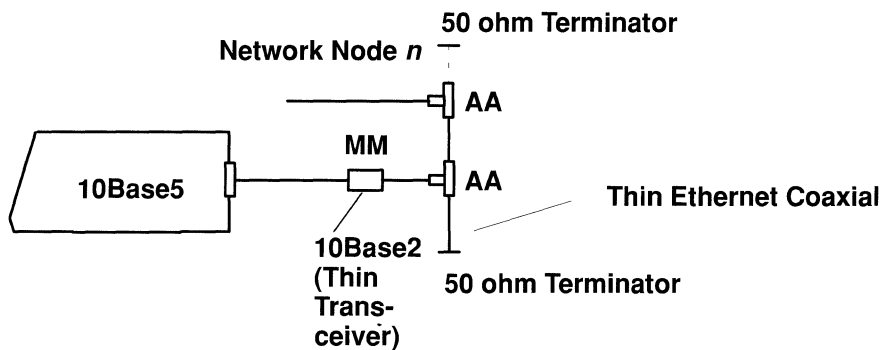 50 ohm Terminator
Network Node n
AA
MM
AA
10Base5
Thin Ethernet Coaxial
10Base2
(Thin
Trans-
ceiver)
50 ohm Terminator